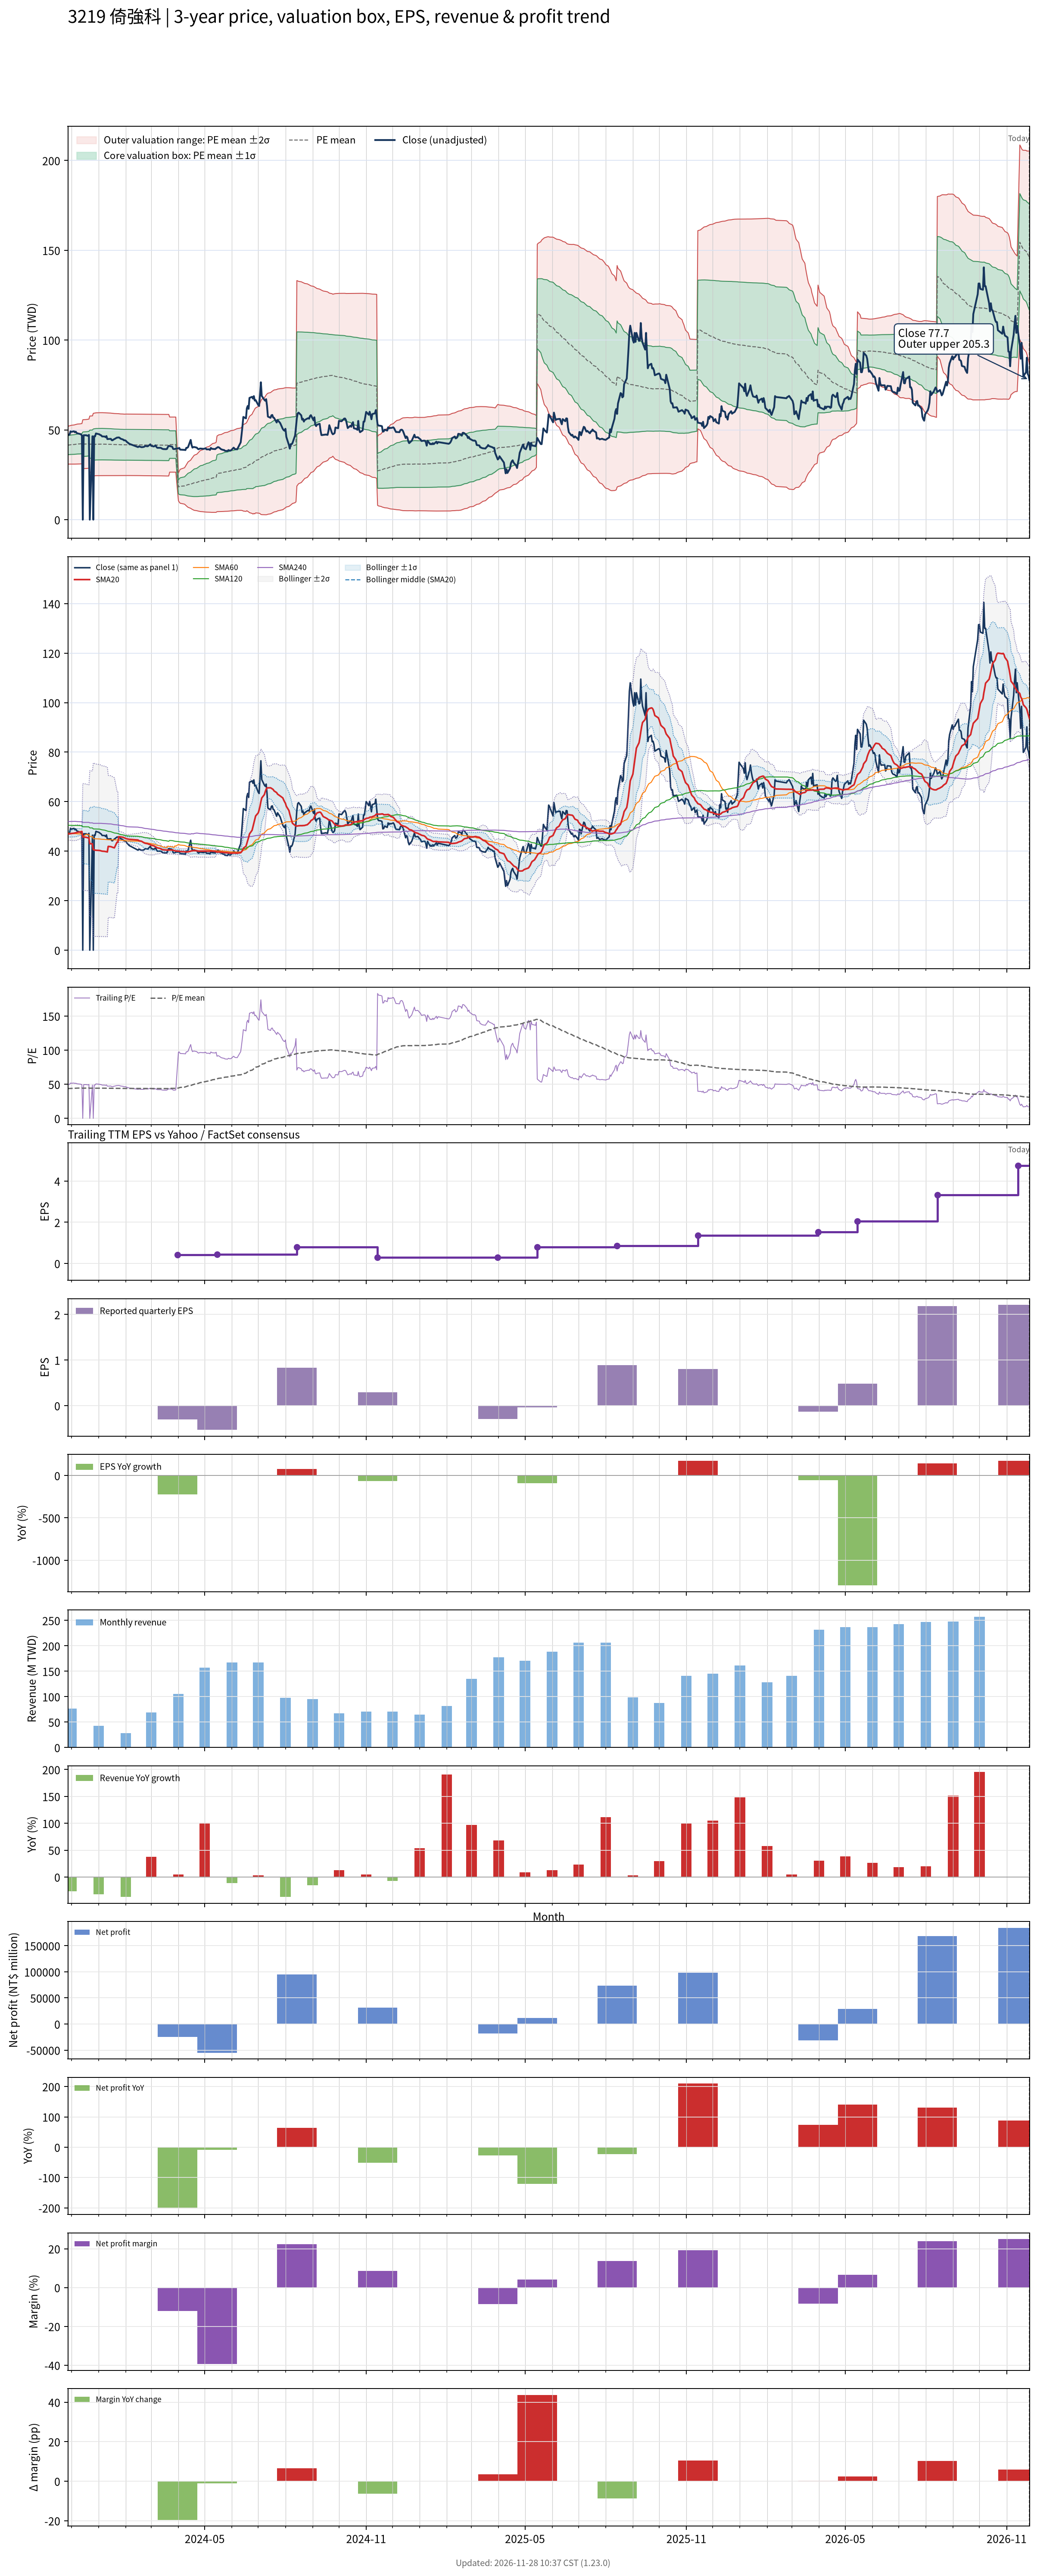 3219 倚強科 | 3-year price, valuation box, EPS, revenue & profit trend
Outer valuation range: PE mean ±2σ
PE mean
Close (unadjusted)
Core valuation box: PE mean ±1σ
Today
Close 77.7
Outer upper 205.3
Price (TWD)
200
150
100
50
0
Close (same as panel 1)
SMA20
SMA60
SMA120
SMA240
Bollinger ±2σ
Bollinger ±1σ
Bollinger middle (SMA20)
Price
140
120
100
80
60
40
20
0
Trailing P/E
P/E mean
P/E
150
100
50
0
Trailing TTM EPS vs Yahoo / FactSet consensus
Today
EPS
4
2
0
Reported quarterly EPS
EPS
2
1
0
EPS YoY growth
YoY (%)
0
-500
-1000
Monthly revenue
Revenue (M TWD)
250
200
150
100
50
0
Revenue YoY growth
YoY (%)
200
150
100
50
0
Month
Net profit
Net profit (NT$ million)
150000
100000
50000
0
-50000
Net profit YoY
YoY (%)
200
100
0
-100
-200
Net profit margin
Margin (%)
20
0
-20
-40
Margin YoY change
Δ margin (pp)
40
20
0
-20
2024-05
2024-11
2025-05
2025-11
2026-05
2026-11
Updated: 2026-11-28 10:37 CST (1.23.0)